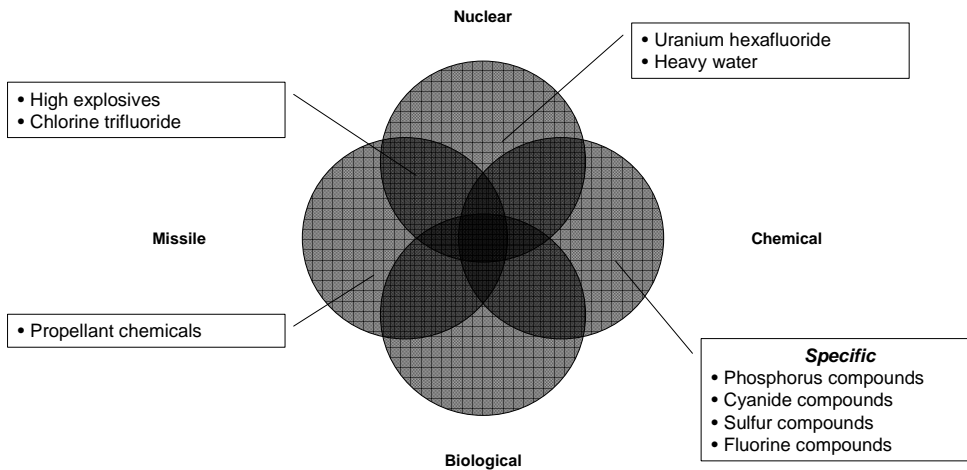 Nuclear
• Uranium hexafluoride
• Heavy water
• High explosives
• Chlorine trifluoride
Missile
Chemical
• Propellant chemicals
Specific
• Phosphorus compounds
• Cyanide compounds
• Sulfur compounds
• Fluorine compounds
Biological